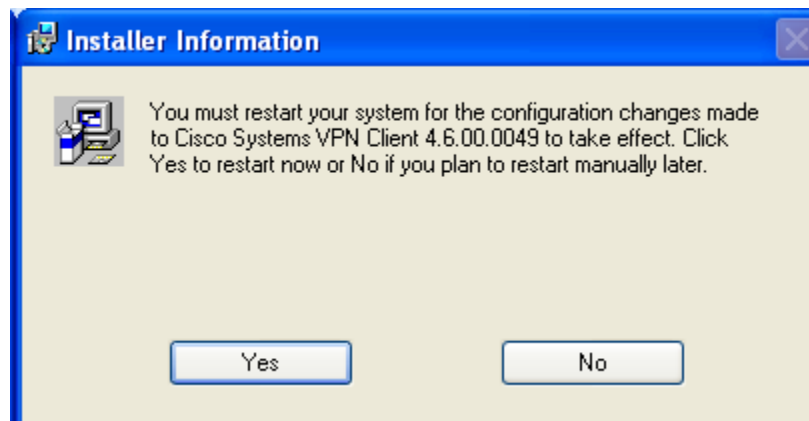 Installer Information
You must restart your system for the configuration changes made
to Cisco Systems VPN Client 4.6.00.0049 to take effect. Click
Yes to restart now or No if you plan to restart manually later.
Yes
No